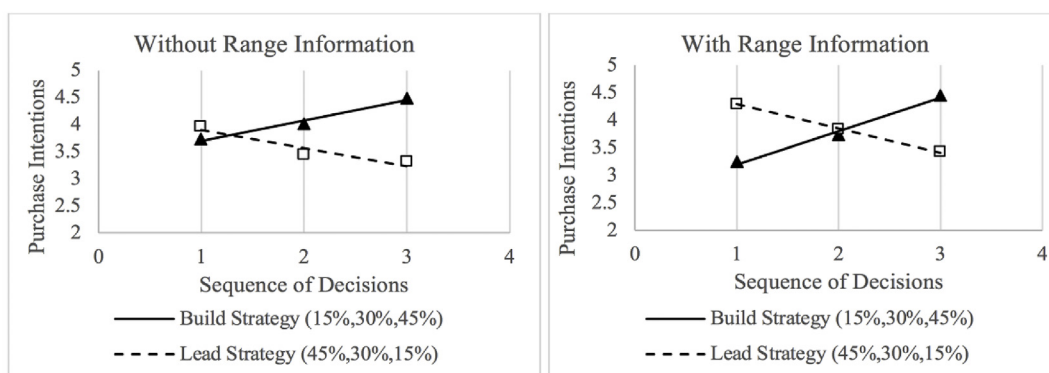 Without Range Information
5
4.5
4
3.5
3
2.5
2
Purchase Intentions
0
1
2
3
4
Sequence of Decisions
Build Strategy (15%,30%,45%)
Lead Strategy (45%,30%,15%)
With Range Information
5
4.5
4
3.5
3
2.5
2
Purchase Intentions
0
1
2
3
4
Sequence of Decisions
Build Strategy (15%,30%,45%)
Lead Strategy (45%,30%,15%)